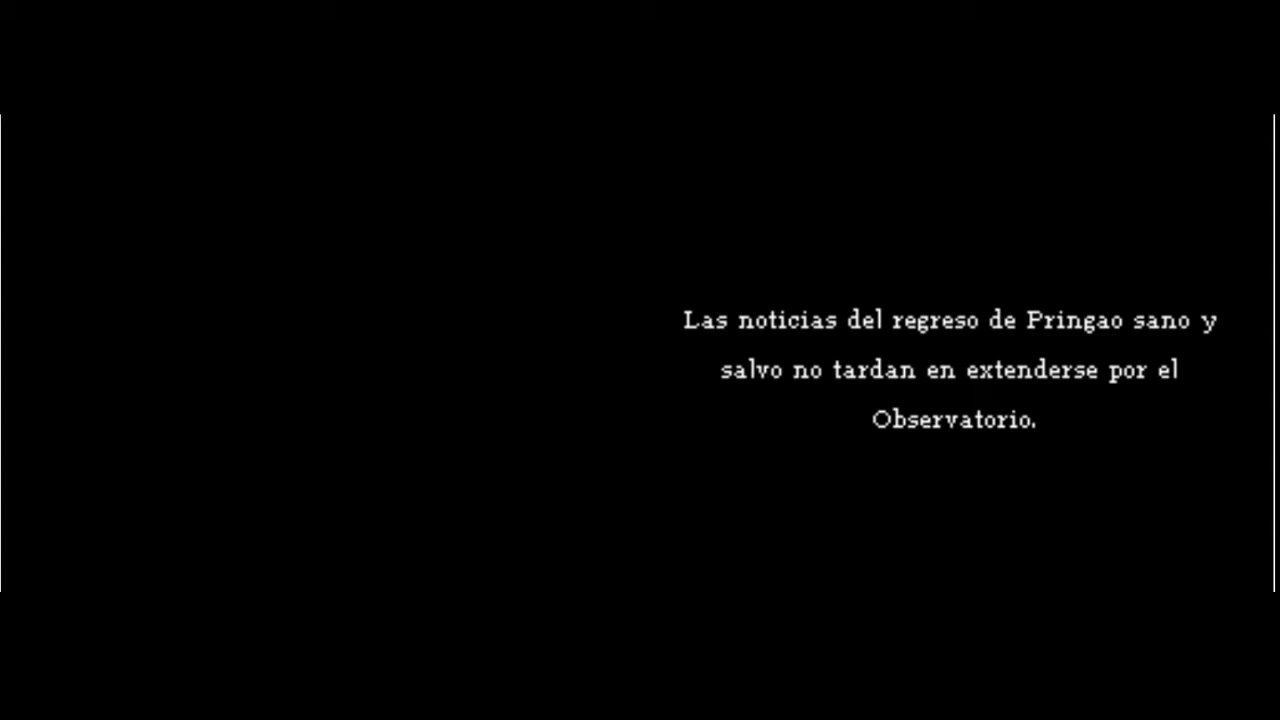 Las noticias del regreso de Pringao sano y
salvo no tardan en extenderse por el
Observatorio.